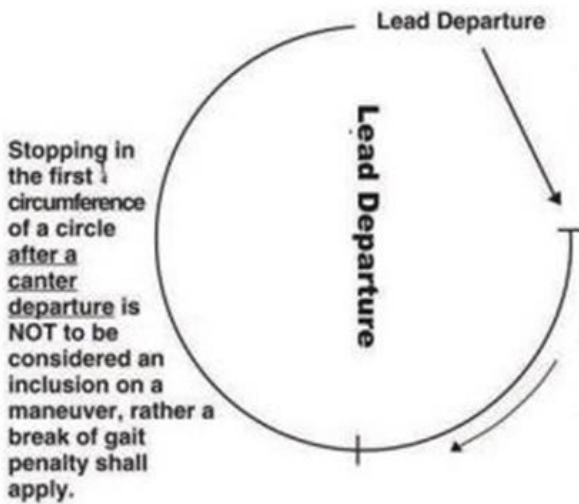 Lead Departure
Lead Departure
Stopping in
the first
circumference
of a circle
after a
canter
departure is
NOT to be
considered an
inclusion on a
maneuver, rather a
break of gait
penalty shall
apply.